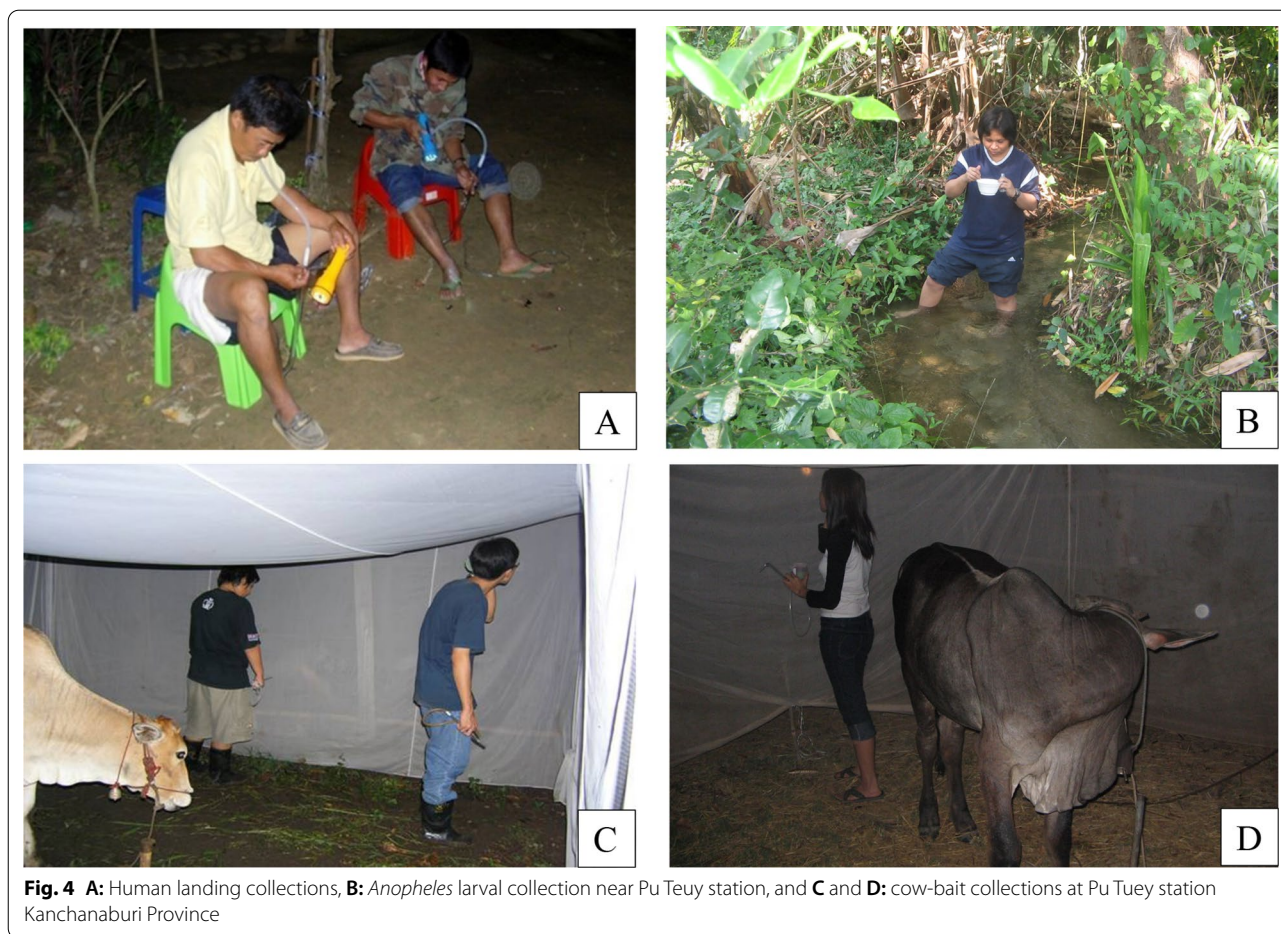 A
B
C
D
Fig. 4 A: Human landing collections, B: Anopheles larval collection near Pu Teuy station, and C and D: cow-bait collections at Pu Tuey station
Kanchanaburi Province